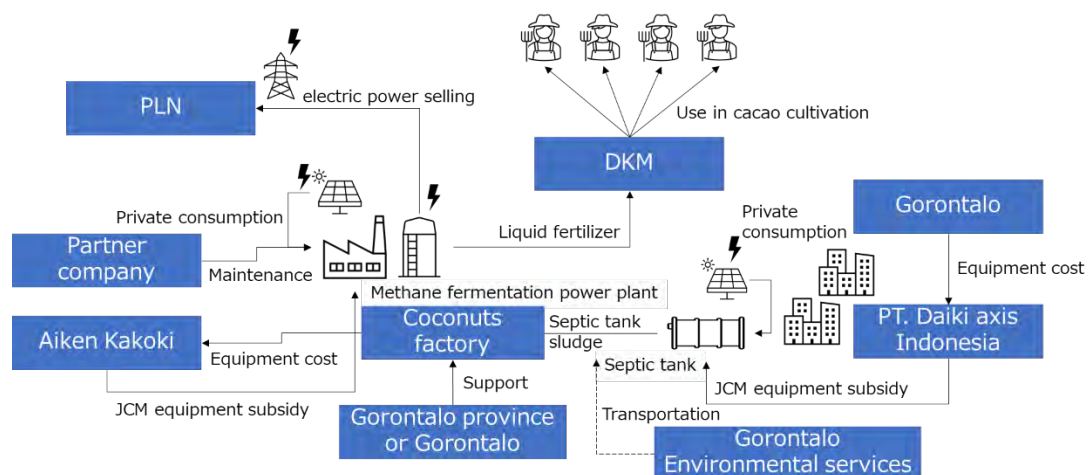 PLN
electric power selling
Use in cacao cultivation
DKM
Private consumption
Partner
company
Maintenance
Liquid fertilizer
Private
consumption
Gorontalo
Equipment cost
Methane fermentation power plant
Aiken Kakoki
Equipment cost
Coconuts
factory
Septic tank
sludge
Septic tank
PT. Daiki axis
Indonesia
JCM equipment subsidy
Support
JCM equipment subsidy
Transportation
Gorontalo province
or Gorontalo
Gorontalo
Environmental services